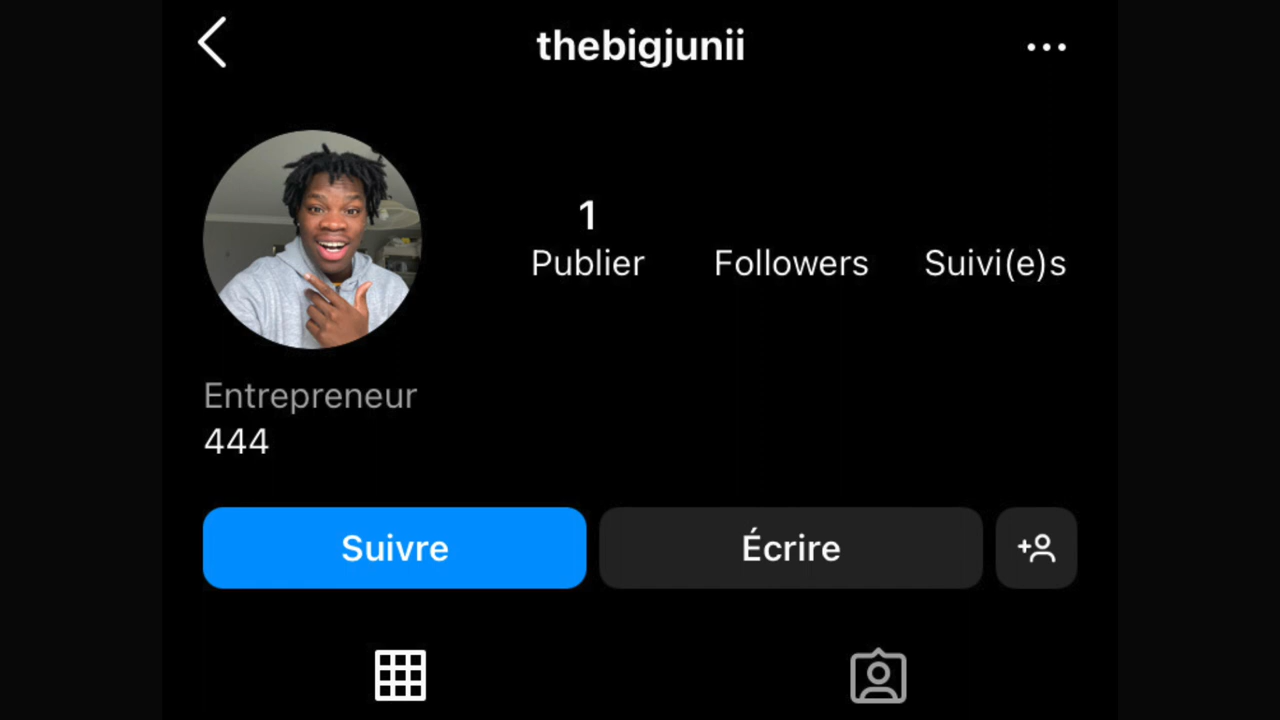 thebigjunii
1
Publier Followers Suivi(e)s
Entrepreneur
444
Suivre Écrire